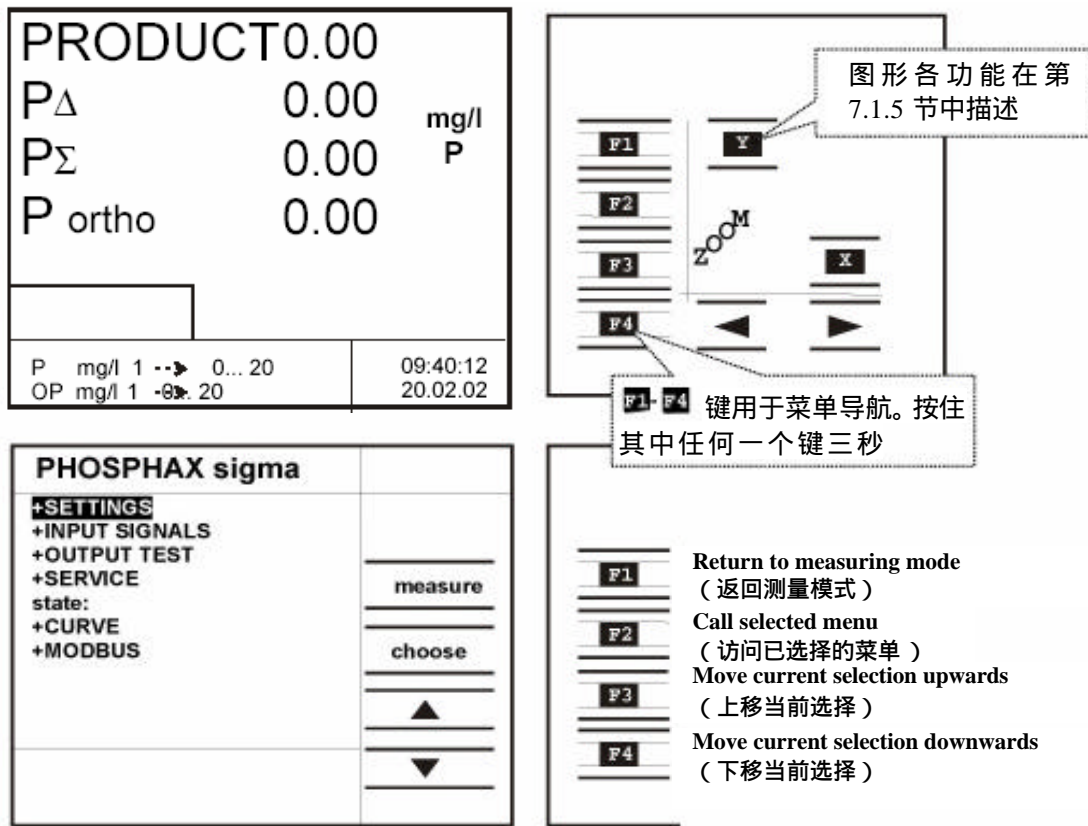 PRODUCT 0.00
P∆ 0.00
P∑ 0.00
P ortho 0.00
mg/l
P
P mg/l 1 --➤ 0... 20
OP mg/l 1 20
09:40:12
20.02.02
F1
F2
F3
F4
Y
ZOOM
X
◀ ▶
图形各功能在第
7.1.5 节中描述
F1-F4 键用于菜单导航。按住
其中任何一个键三秒
PHOSPHAX sigma
+SETTINGS
+INPUT SIGNALS
+OUTPUT TEST
+SERVICE
state:
+CURVE
+MODBUS
measure
choose
▲
▼
F1 Return to measuring mode
（返回测量模式）
F2 Call selected menu
（访问已选择的菜单 ）
F3 Move current selection upwards
（上移当前选择）
F4 Move current selection downwards
（下移当前选择）